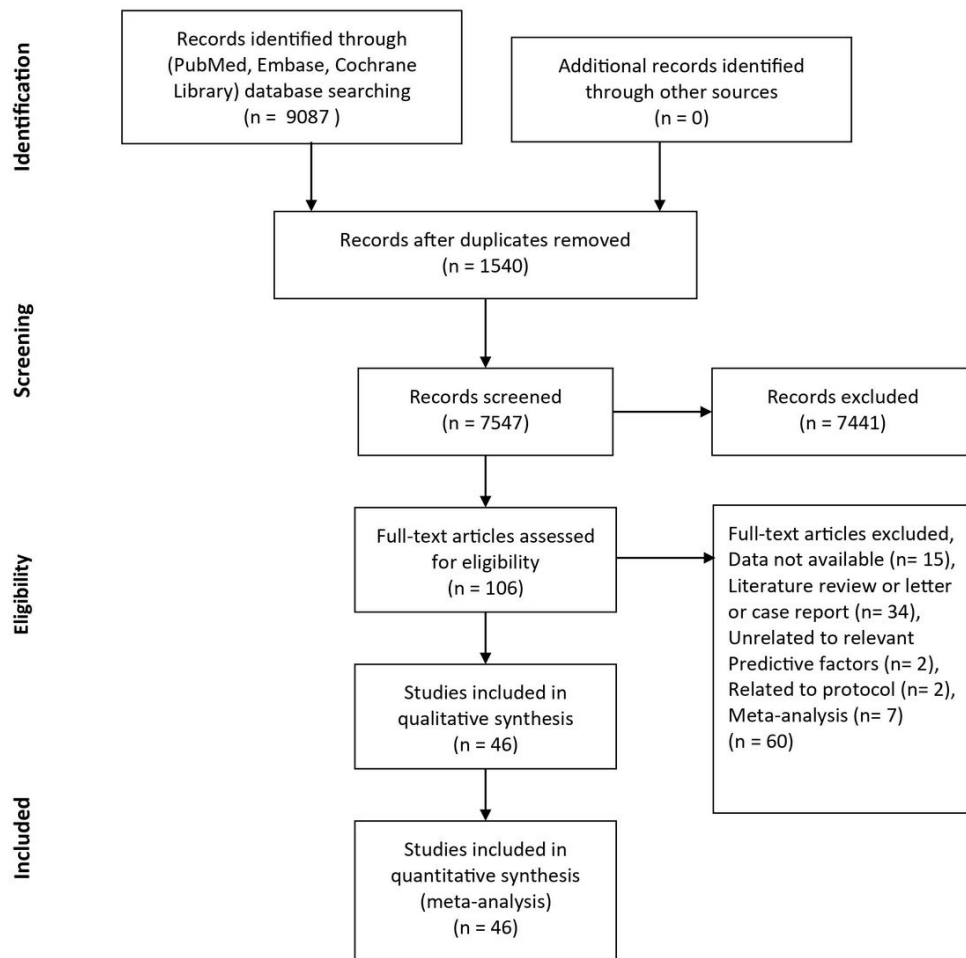 Identification
Records identified through
(PubMed, Embase, Cochrane
Library) database searching
(n = 9087 )
Additional records identified
through other sources
(n = 0)
Records after duplicates removed
(n = 1540)
Screening
Records screened
(n = 7547)
Records excluded
(n = 7441)
Eligibility
Full-text articles assessed
for eligibility
(n = 106)
Full-text articles excluded,
Data not available (n= 15),
Literature review or letter
or case report (n= 34),
Unrelated to relevant
Predictive factors (n= 2),
Related to protocol (n= 2),
Meta-analysis (n= 7)
(n = 60)
Studies included in
qualitative synthesis
(n = 46)
Included
Studies included in
quantitative synthesis
(meta-analysis)
(n = 46)